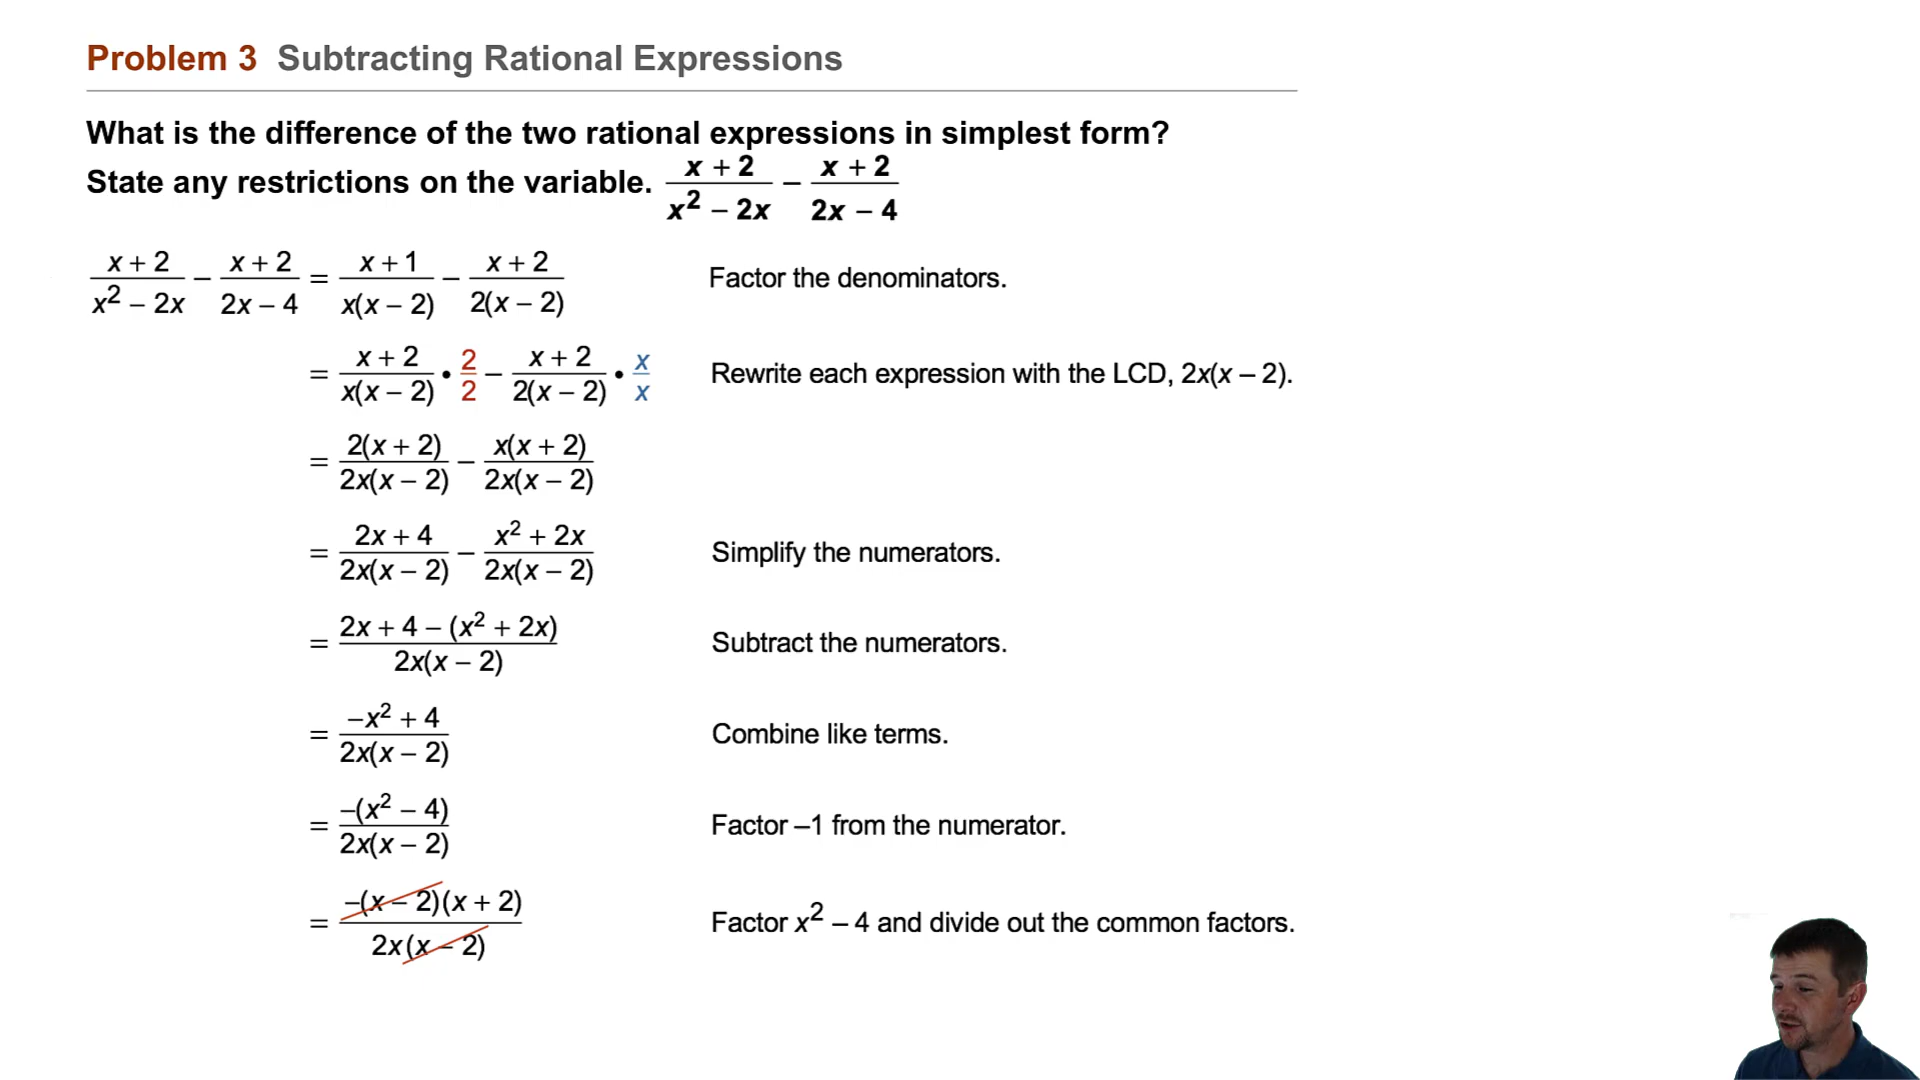 Problem 3 Subtracting Rational Expressions
What is the difference of the two rational expressions in simplest form?
State any restrictions on the variable. (x + 2)/(x² – 2x) – (x + 2)/(2x – 4)
(x + 2)/(x² – 2x) – (x + 2)/(2x – 4) = (x + 1)/(x(x – 2)) – (x + 2)/(2(x – 2)) Factor the denominators.
= (x + 2)/(x(x – 2)) • 2/2 – (x + 2)/(2(x – 2)) • x/x Rewrite each expression with the LCD, 2x(x – 2).
= 2(x + 2)/(2x(x – 2)) – x(x + 2)/(2x(x – 2))
= (2x + 4)/(2x(x – 2)) – (x² + 2x)/(2x(x – 2)) Simplify the numerators.
= (2x + 4 – (x² + 2x))/(2x(x – 2)) Subtract the numerators.
= (–x² + 4)/(2x(x – 2)) Combine like terms.
= –(x² – 4)/(2x(x – 2)) Factor –1 from the numerator.
= –(x – 2)(x + 2)/(2x(x – 2)) Factor x² – 4 and divide out the common factors.